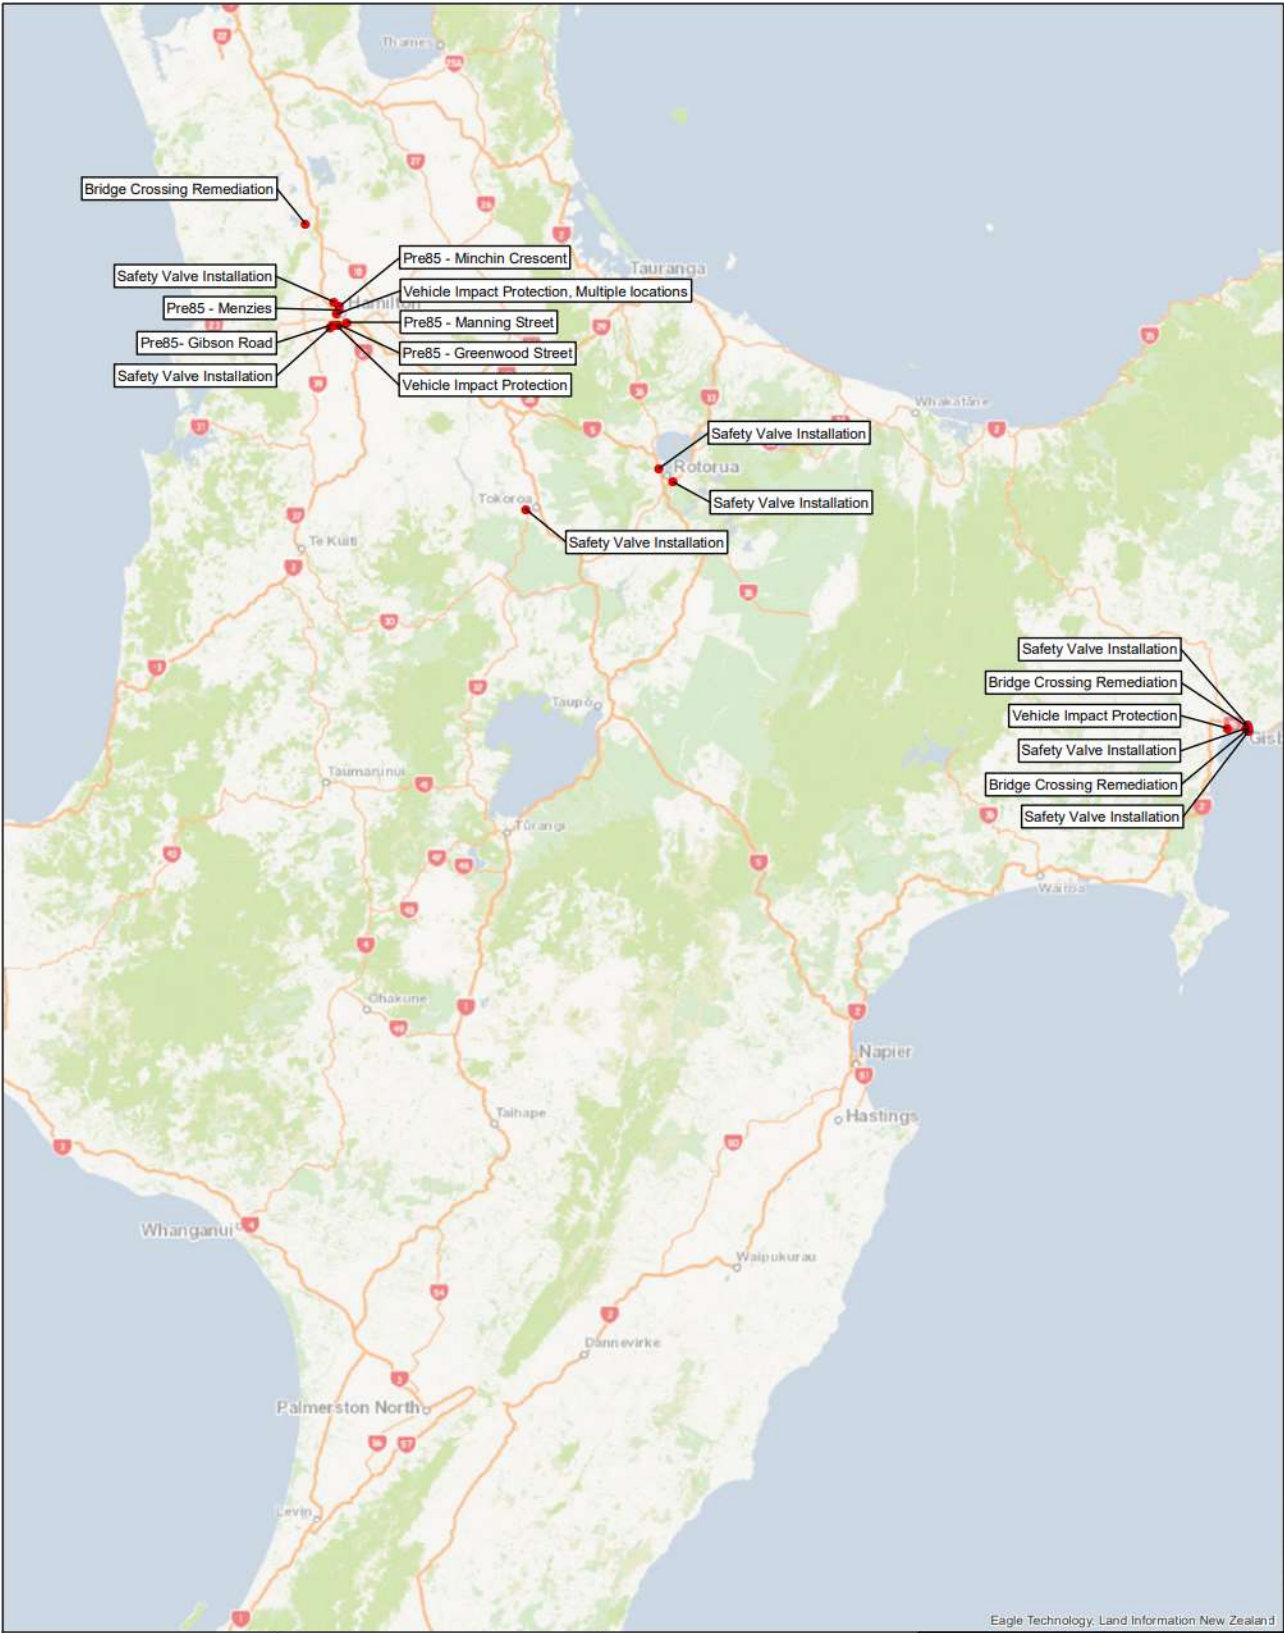 Thames
Bridge Crossing Remediation
Pre85 - Minchin Crescent
Tauranga
Safety Valve Installation
Vehicle Impact Protection, Multiple locations
Hamilton
Pre85 - Menzies
Pre85 - Manning Street
Pre85- Gibson Road
Pre85 - Greenwood Street
Safety Valve Installation
Vehicle Impact Protection
Whakatāne
Safety Valve Installation
Rotorua
Tokoroa
Safety Valve Installation
Safety Valve Installation
Te Kuiti
Safety Valve Installation
Bridge Crossing Remediation
Taupō
Vehicle Impact Protection
Gisb
Safety Valve Installation
Taumarunui
Bridge Crossing Remediation
Safety Valve Installation
Tūrangi
Wairoa
Ohakune
Napier
Taihape
Hastings
Whanganui
Waipukurau
Dannevirke
Palmerston North
Levin
Eagle Technology, Land Information New Zealand